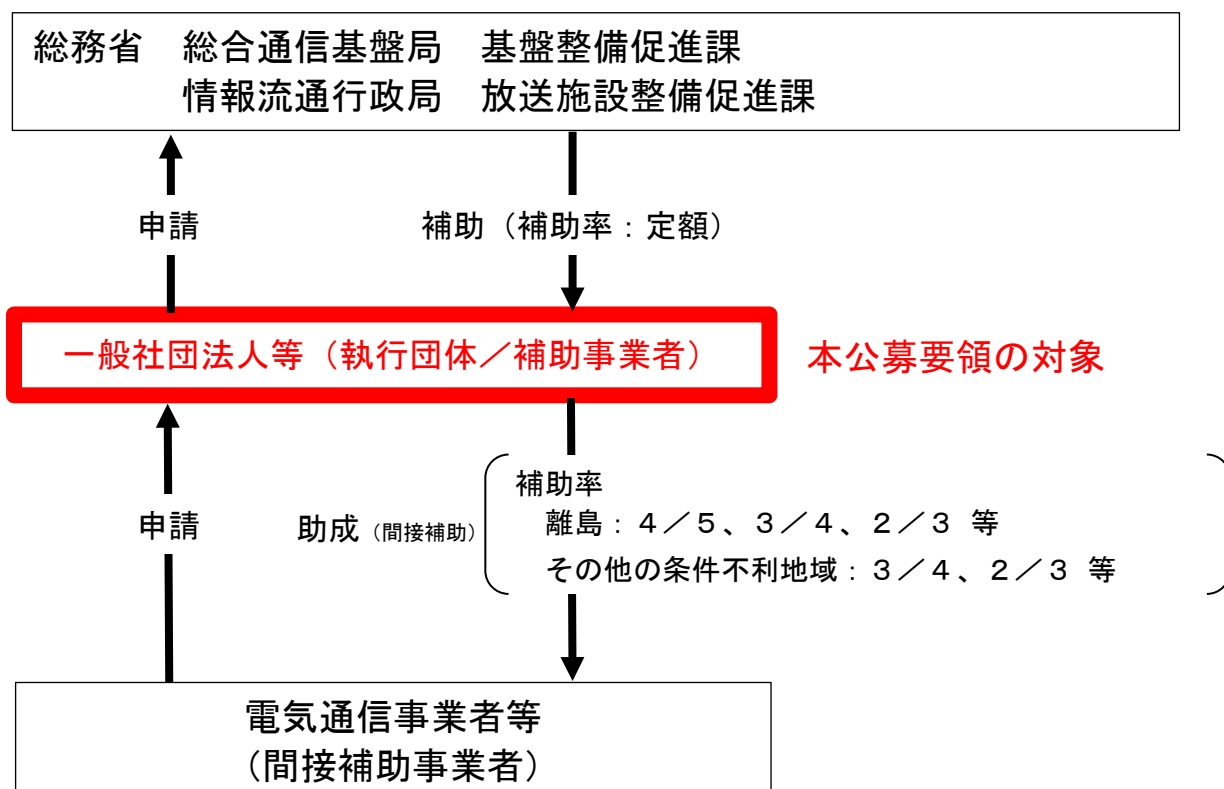 総務省　総合通信基盤局　基盤整備促進課
情報流通行政局　放送施設整備促進課
申請
補助（補助率：定額）
一般社団法人等（執行団体／補助事業者）
本公募要領の対象
補助率
離島：４／５、３／４、２／３ 等
その他の条件不利地域：３／４、２／３ 等
申請
助成（間接補助）
電気通信事業者等
（間接補助事業者）